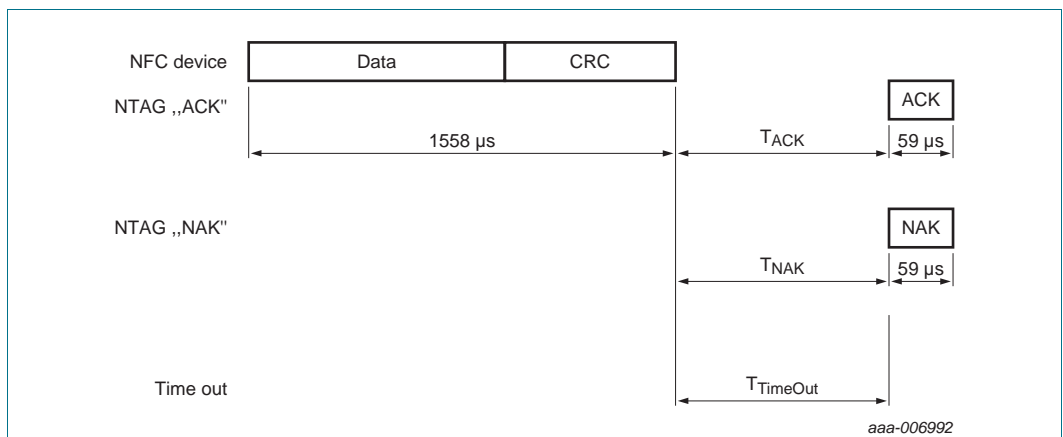 NFC device Data CRC
NTAG ,,ACK" ACK
1558 µs TACK 59 µs
NTAG ,,NAK" NAK
TNAK 59 µs
Time out TTimeOut
aaa-006992